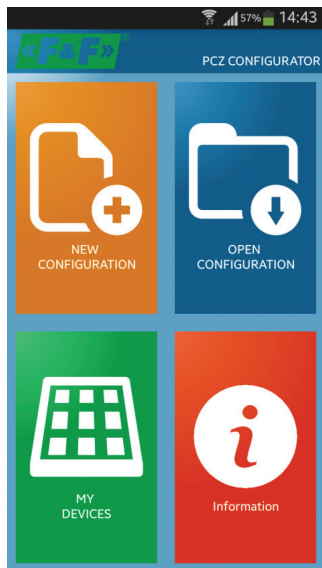 57% 14:43
«F&F»®
PCZ CONFIGURATOR
NEW
CONFIGURATION
OPEN
CONFIGURATION
MY
DEVICES
Information